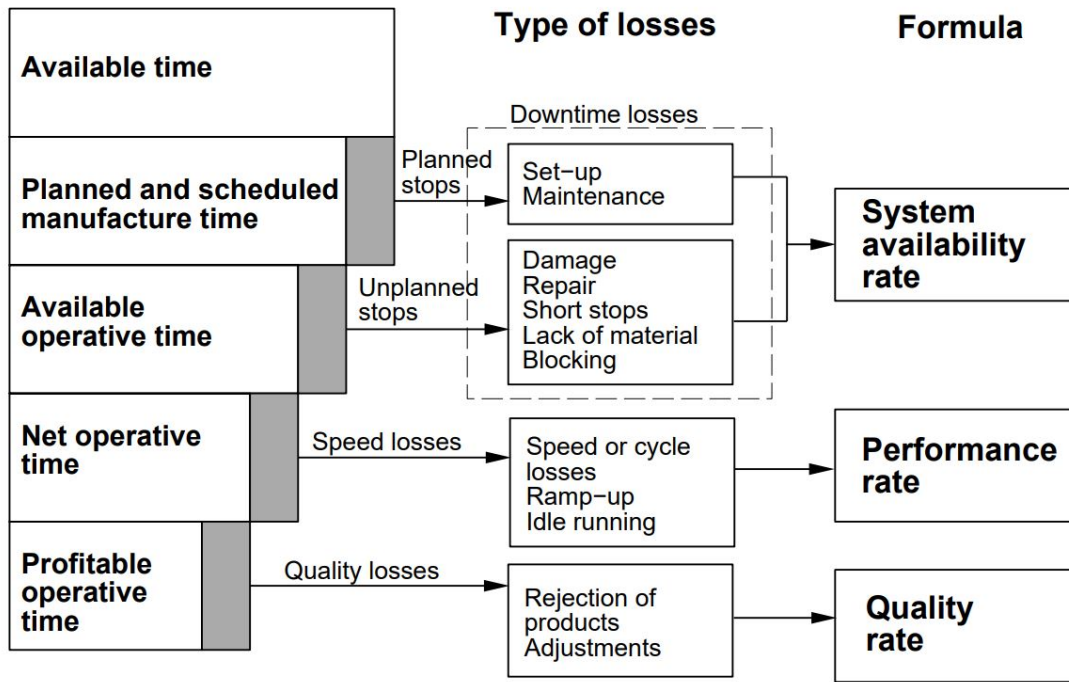 Type of losses
Formula
Available time
Downtime losses
Planned and scheduled
manufacture time
Planned
stops
Set-up
Maintenance
System
availability
rate
Available
operative time
Unplanned
stops
Damage
Repair
Short stops
Lack of material
Blocking
Net operative
time
Speed losses
Speed or cycle
losses
Ramp-up
Idle running
Performance
rate
Profitable
operative
time
Quality losses
Rejection of
products
Adjustments
Quality
rate